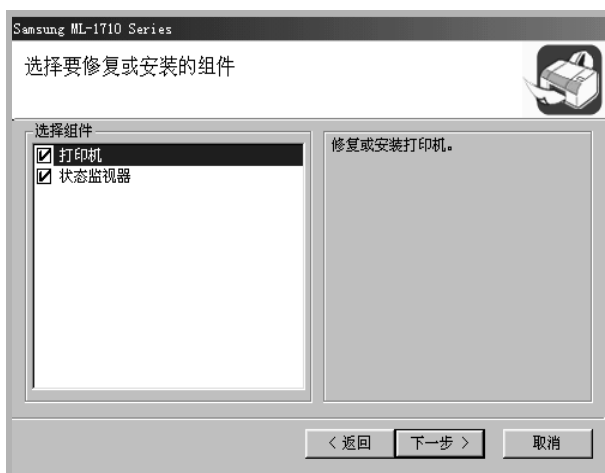 Samsung ML-1710 Series
选择要修复或安装的组件
选择组件
打印机
状态监视器
修复或安装打印机。
< 返回
下一步 >
取消